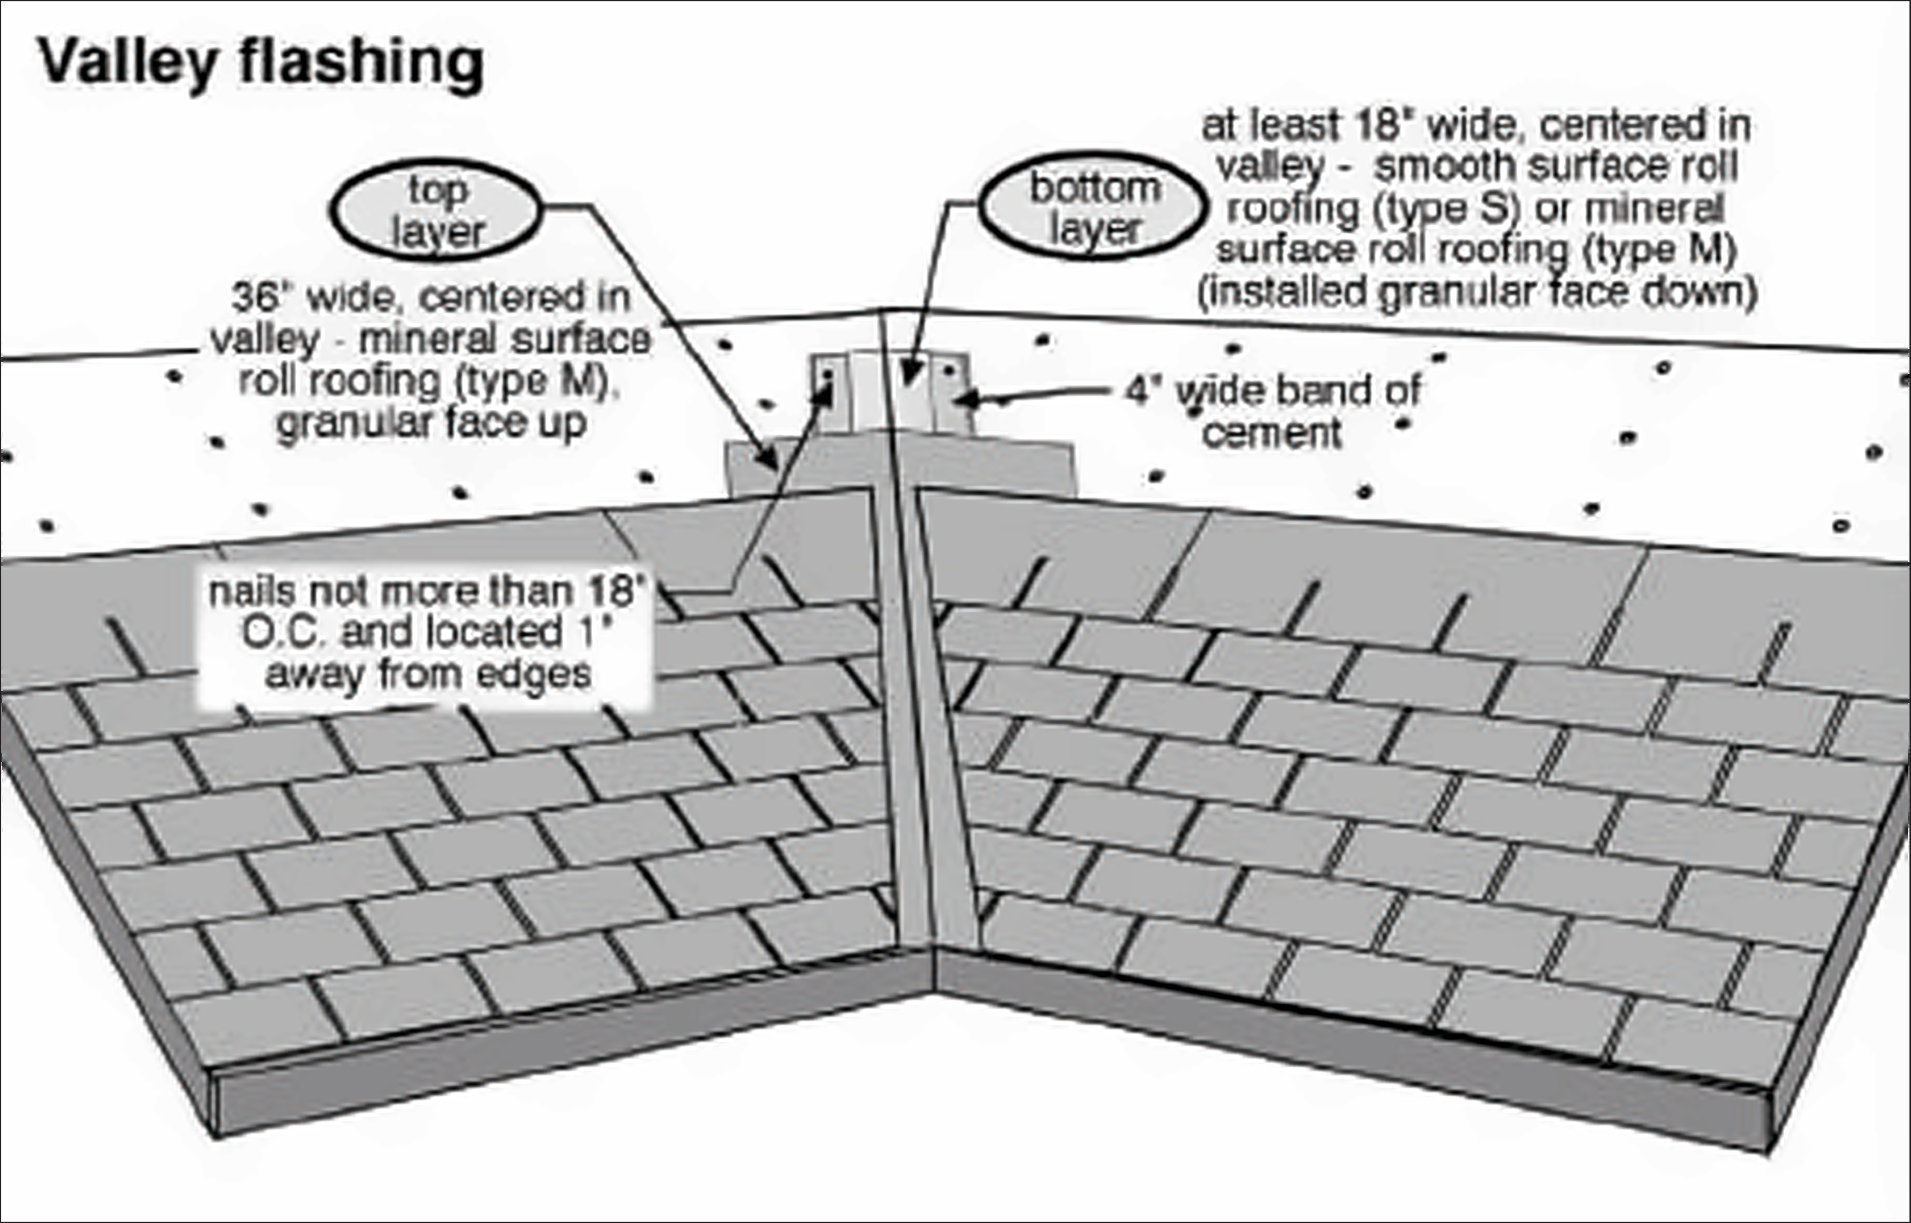 Valley flashing
top
layer
36" wide, centered in
valley - mineral surface
roll roofing (type M),
granular face up
bottom
layer
at least 18" wide, centered in
valley - smooth surface roll
roofing (type S) or mineral
surface roll roofing (type M)
(installed granular face down)
4" wide band of
cement
nails not more than 18"
O.C. and located 1"
away from edges